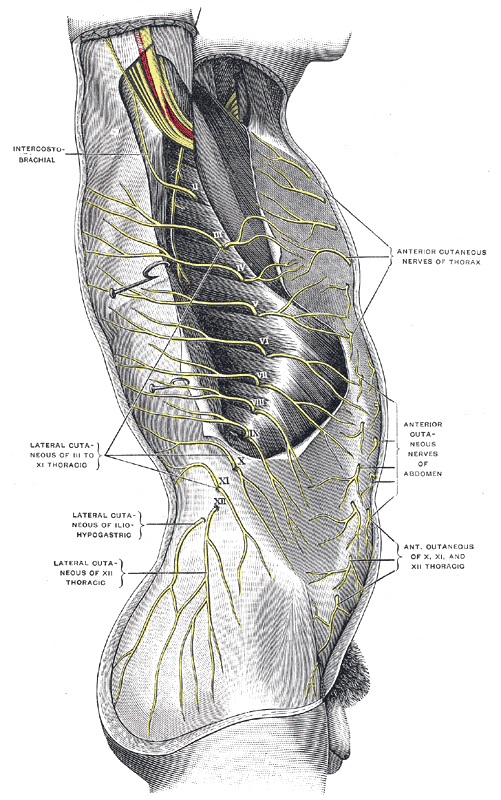 INTERCOSTO-
BRACHIAL
II
III
IV
V
VI
VII
VIII
IX
X
XI
XII
ANTERIOR CUTANEOUS
NERVES OF THORAX
ANTERIOR
CUTA-
NEOUS
NERVES
OF
ABDOMEN
LATERAL CUTA-
NEOUS OF III TO
XI THORACIC
LATERAL CUTA-
NEOUS OF ILIO-
HYPOGASTRIC
LATERAL CUTA-
NEOUS OF XII
THORACIC
ANT. CUTANEOUS
OF X, XI, AND
XII THORACIC